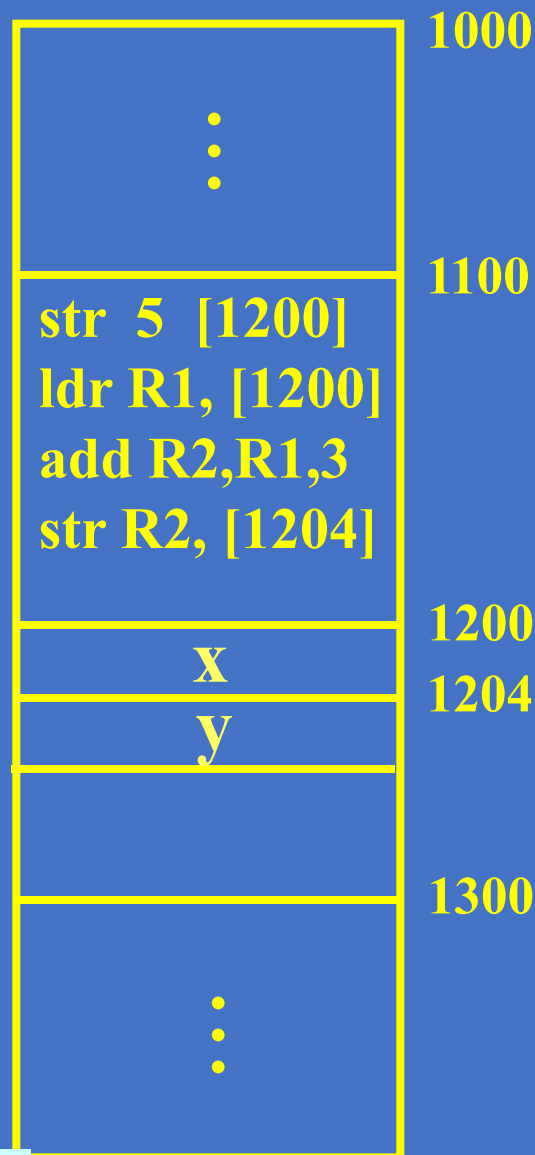 1000
1100
str 5 [1200]
ldr R1, [1200]
add R2,R1,3
str R2, [1204]
1200
x
1204
y
1300